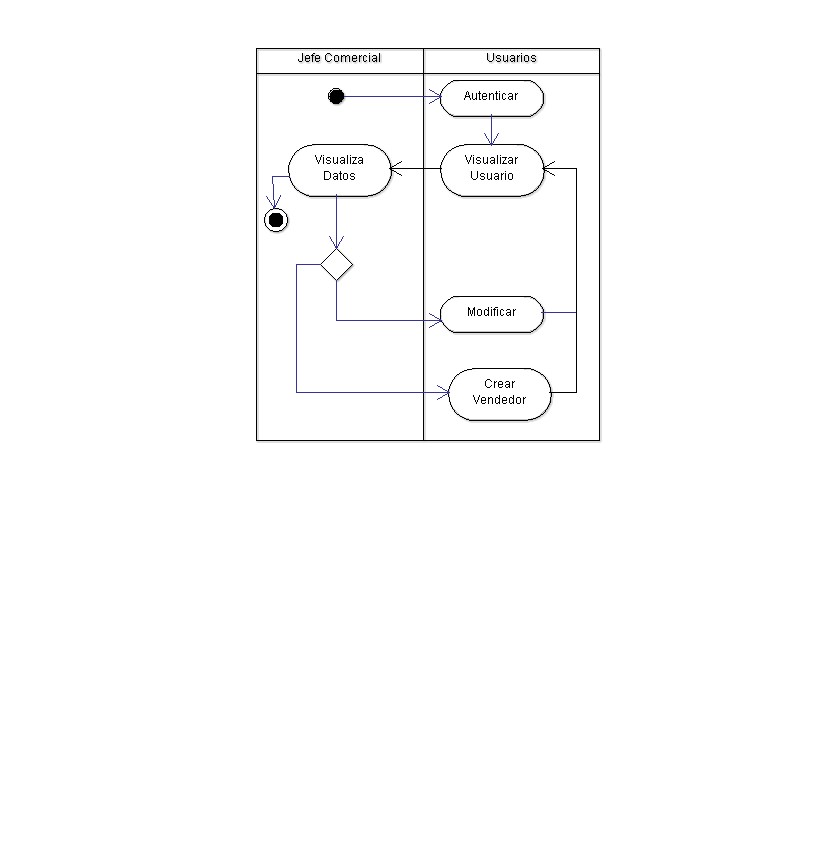 Jefe Comercial
Usuarios
Autenticar
Visualiza
Datos
Visualizar
Usuario
Modificar
Crear
Vendedor